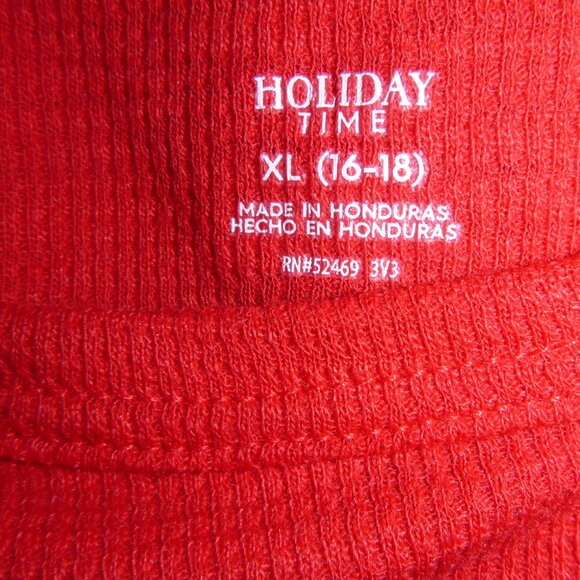 HOLIDAY
TIME
XL (16-18)
MADE IN HONDURAS
HECHO EN HONDURAS
RN#52469 3V3